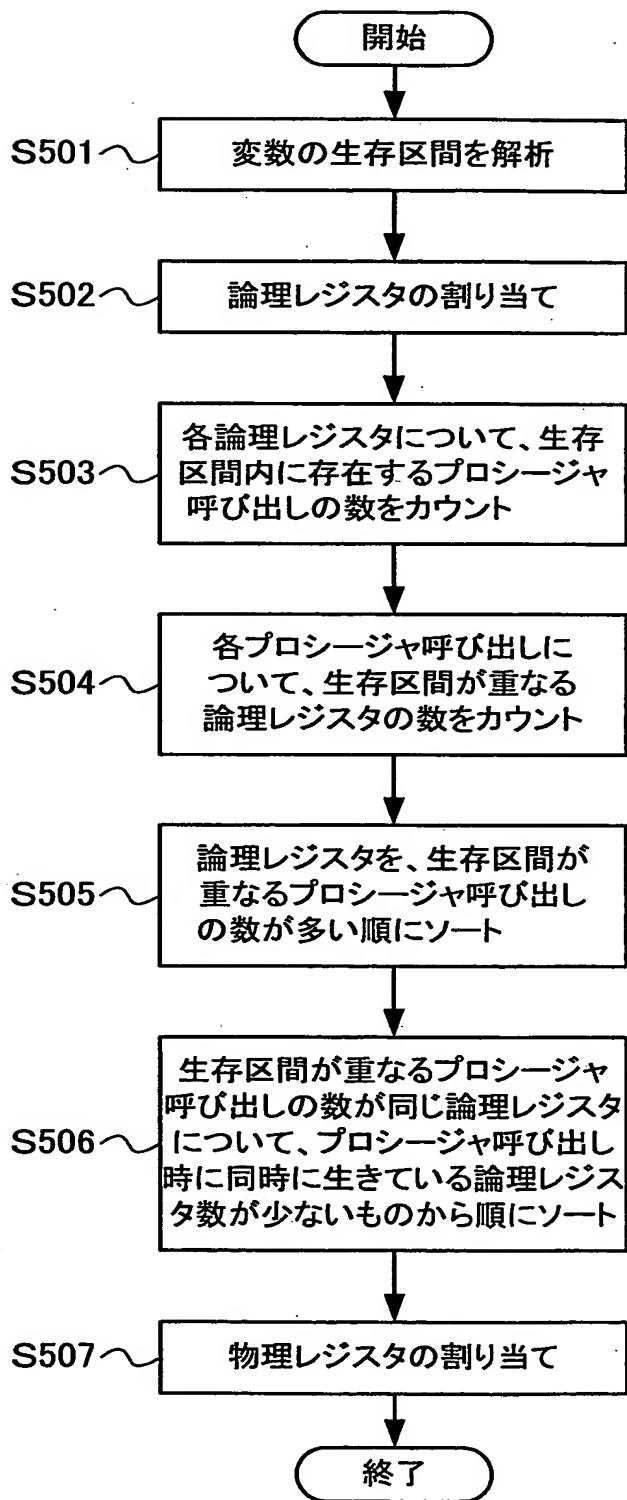 開始
S501
変数の生存区間を解析
S502
論理レジスタの割り当て
S503
各論理レジスタについて、生存
区間内に存在するプロシージャ
呼び出しの数をカウント
S504
各プロシージャ呼び出しに
ついて、生存区間が重なる
論理レジスタの数をカウント
S505
論理レジスタを、生存区間が
重なるプロシージャ呼び出し
の数が多い順にソート
S506
生存区間が重なるプロシージャ
呼び出しの数が同じ論理レジスタ
について、プロシージャ呼び出し
時に同時に生きている論理レジス
タ数が少ないものから順にソート
S507
物理レジスタの割り当て
終了